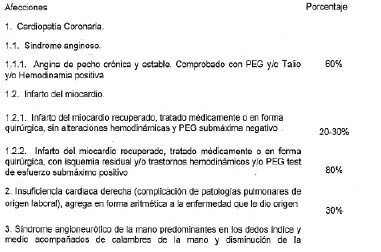 Afecciones Porcentaje
1. Cardiopatía Coronaria.
1.1. Síndrome anginoso.
1.1.1. Angina de pecho crónica y estable. Comprobado con PEG y/o Talio
y/o Hemodinamia positiva 60%
1.2. Infarto del miocardio.
1.2.1. Infarto del miocardio recuperado, tratado médicamente o en forma
quirúrgica, sin alteraciones hemodinámicas y PEG submáxima negativo .
20-30%
1.2.2. Infarto del miocardio recuperado, tratado médicamente o en forma
quirúrgica, con isquemia residual y/o trastornos hemodinámicos y/o PEG test
de esfuerzo submáximo positivo 80%
2. Insuficiencia cardiaca derecha (complicación de patologías pulmonares de
origen laboral), agrega en forma aritmética a la enfermedad que le dio origen
30%
3. Síndrome angioneurótico de la mano predominantes en los dedos índice y
medio acompañados de calambres de la mano y disminución de la